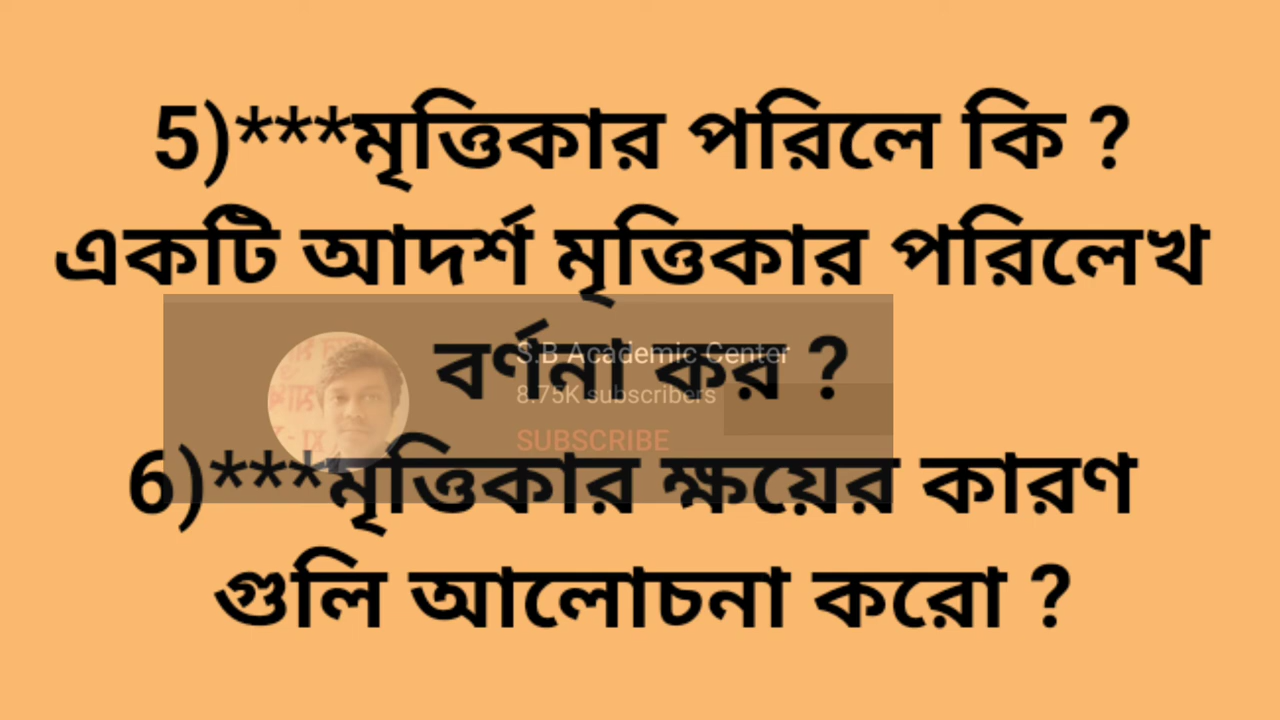 5)***মৃত্তিকার পরিলে কি ?
একটি আদর্শ মৃত্তিকার পরিলেখ
বর্ণনা কর ?
S.B Academic Center
8.75K subscribers
SUBSCRIBE
6)***মৃত্তিকার ক্ষয়ের কারণ
গুলি আলোচনা করো ?